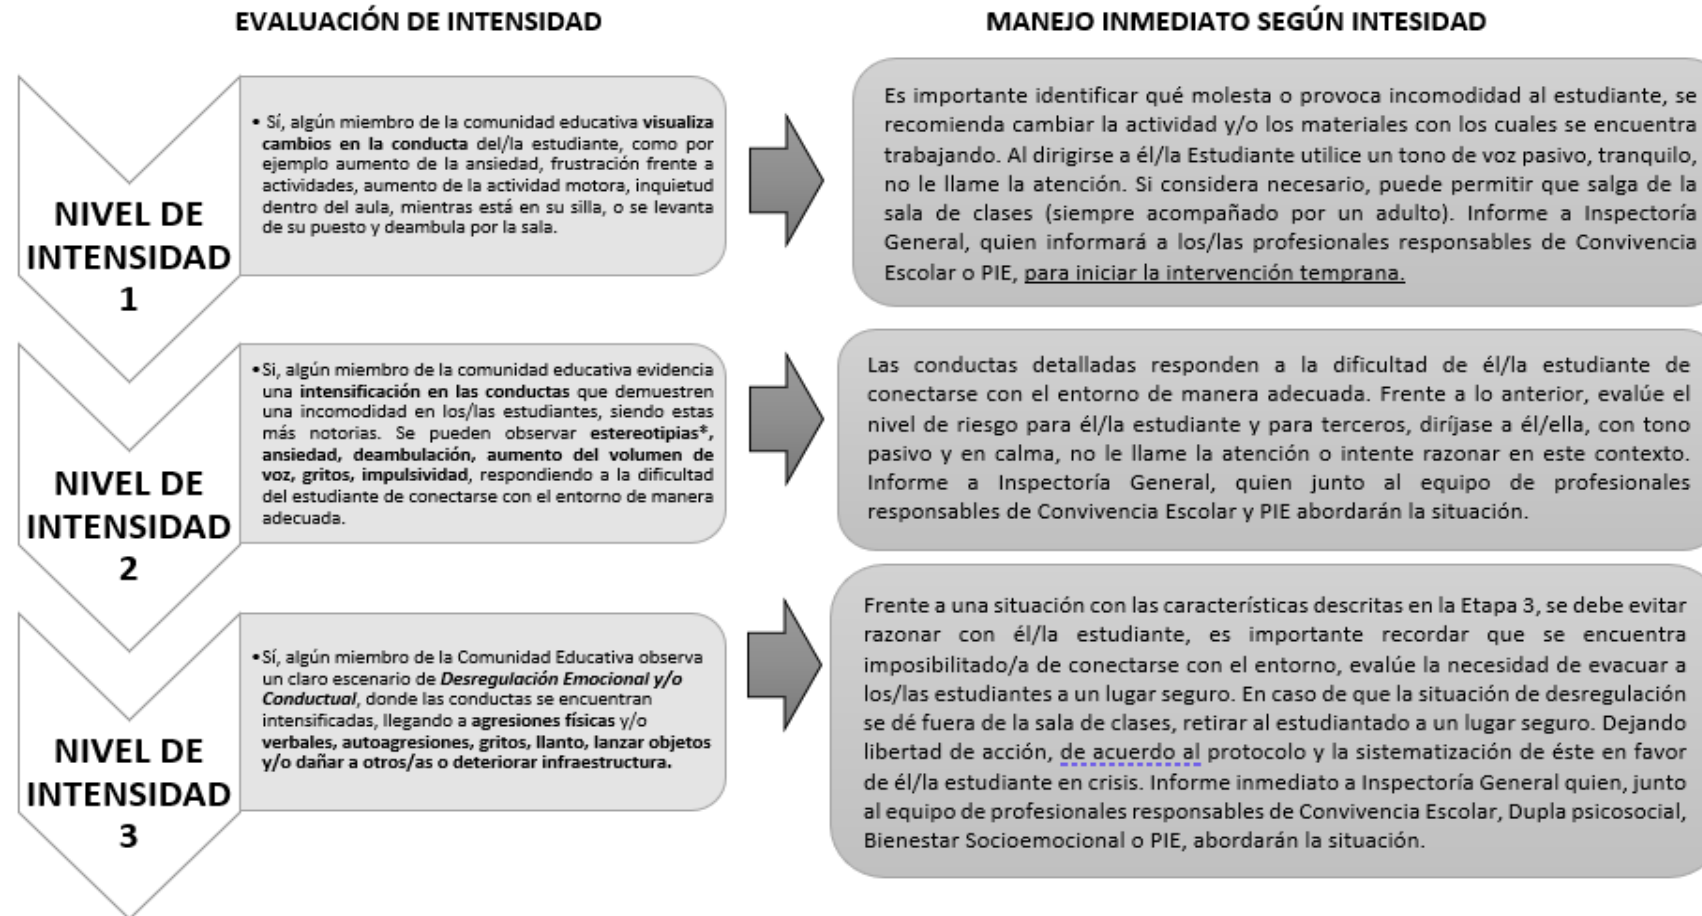 EVALUACIÓN DE INTENSIDAD
MANEJO INMEDIATO SEGÚN INTESIDAD
NIVEL DE
INTENSIDAD
1
• Sí, algún miembro de la comunidad educativa visualiza
cambios en la conducta del/la estudiante, como por
ejemplo aumento de la ansiedad, frustración frente a
actividades, aumento de la actividad motora, inquietud
dentro del aula, mientras está en su silla, o se levanta
de su puesto y deambula por la sala.
Es importante identificar qué molesta o provoca incomodidad al estudiante, se
recomienda cambiar la actividad y/o los materiales con los cuales se encuentra
trabajando. Al dirigirse a él/la Estudiante utilice un tono de voz pasivo, tranquilo,
no le llame la atención. Si considera necesario, puede permitir que salga de la
sala de clases (siempre acompañado por un adulto). Informe a Inspectoría
General, quien informará a los/las profesionales responsables de Convivencia
Escolar o PIE, para iniciar la intervención temprana.
NIVEL DE
INTENSIDAD
2
• Si, algún miembro de la comunidad educativa evidencia
una intensificación en las conductas que demuestren
una incomodidad en los/las estudiantes, siendo estas
más notorias. Se pueden observar estereotipias*,
ansiedad, deambulación, aumento del volumen de
voz, gritos, impulsividad, respondiendo a la dificultad
del estudiante de conectarse con el entorno de manera
adecuada.
Las conductas detalladas responden a la dificultad de él/la estudiante de
conectarse con el entorno de manera adecuada. Frente a lo anterior, evalúe el
nivel de riesgo para él/la estudiante y para terceros, diríjase a él/ella, con tono
pasivo y en calma, no le llame la atención o intente razonar en este contexto.
Informe a Inspectoría General, quien junto al equipo de profesionales
responsables de Convivencia Escolar y PIE abordarán la situación.
NIVEL DE
INTENSIDAD
3
• Sí, algún miembro de la Comunidad Educativa observa
un claro escenario de Desregulación Emocional y/o
Conductual, donde las conductas se encuentran
intensificadas, llegando a agresiones físicas y/o
verbales, autoagresiones, gritos, llanto, lanzar objetos
y/o dañar a otros/as o deteriorar infraestructura.
Frente a una situación con las características descritas en la Etapa 3, se debe evitar
razonar con él/la estudiante, es importante recordar que se encuentra
imposibilitado/a de conectarse con el entorno, evalúe la necesidad de evacuar a
los/las estudiantes a un lugar seguro. En caso de que la situación de desregulación
se dé fuera de la sala de clases, retirar al estudiantado a un lugar seguro. Dejando
libertad de acción, de acuerdo al protocolo y la sistematización de éste en favor
de él/la estudiante en crisis. Informe inmediato a Inspectoría General quien, junto
al equipo de profesionales responsables de Convivencia Escolar, Dupla psicosocial,
Bienestar Socioemocional o PIE, abordarán la situación.